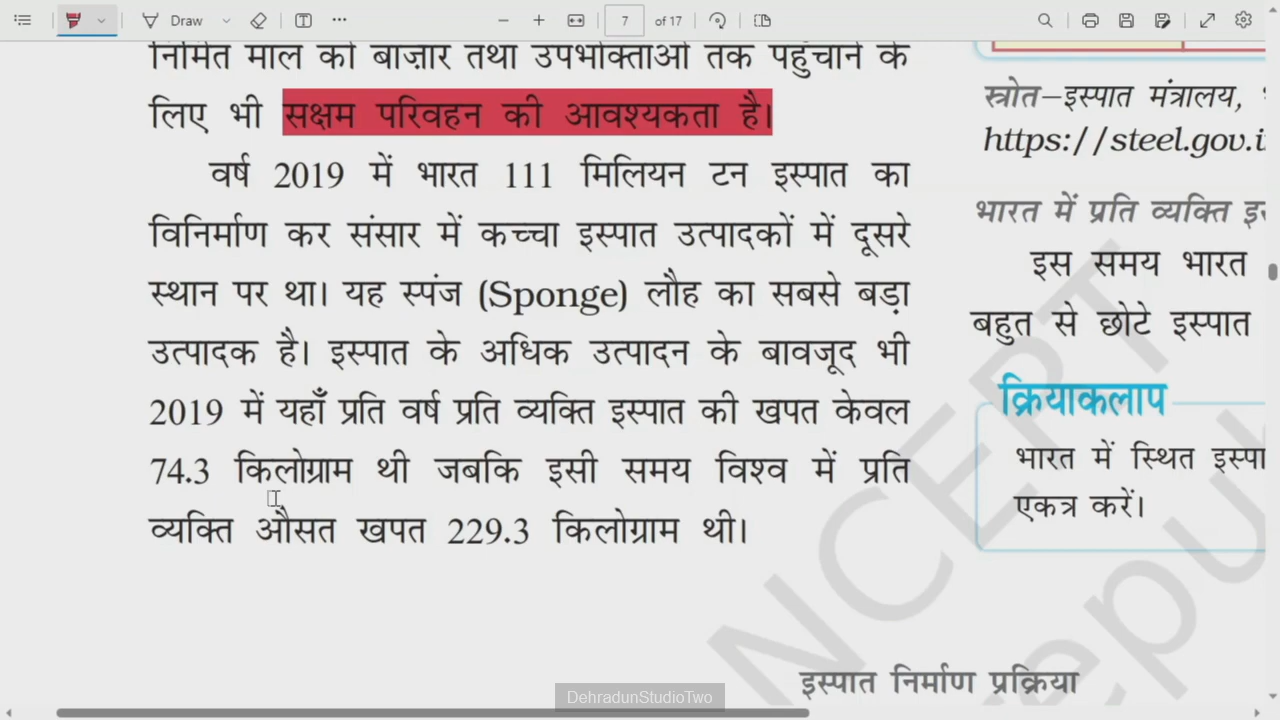 Draw
7 of 17
निर्मित माल को बाज़ार तथा उपभोक्ताओं तक पहुँचाने के
लिए भी सक्षम परिवहन की आवश्यकता है।
वर्ष 2019 में भारत 111 मिलियन टन इस्पात का
विनिर्माण कर संसार में कच्चा इस्पात उत्पादकों में दूसरे
स्थान पर था। यह स्पंज (Sponge) लौह का सबसे बड़ा
उत्पादक है। इस्पात के अधिक उत्पादन के बावजूद भी
2019 में यहाँ प्रति वर्ष प्रति व्यक्ति इस्पात की खपत केवल
74.3 किलोग्राम थी जबकि इसी समय विश्व में प्रति
व्यक्ति औसत खपत 229.3 किलोग्राम थी।
स्त्रोत–इस्पात मंत्रालय,
https://steel.gov.i
भारत में प्रति व्यक्ति
इस समय भारत
बहुत से छोटे इस्पात
क्रियाकलाप
भारत में स्थित
एकत्र करें।
इस्पात निर्माण प्रक्रिया
NCERT
DehradunStudioTwo